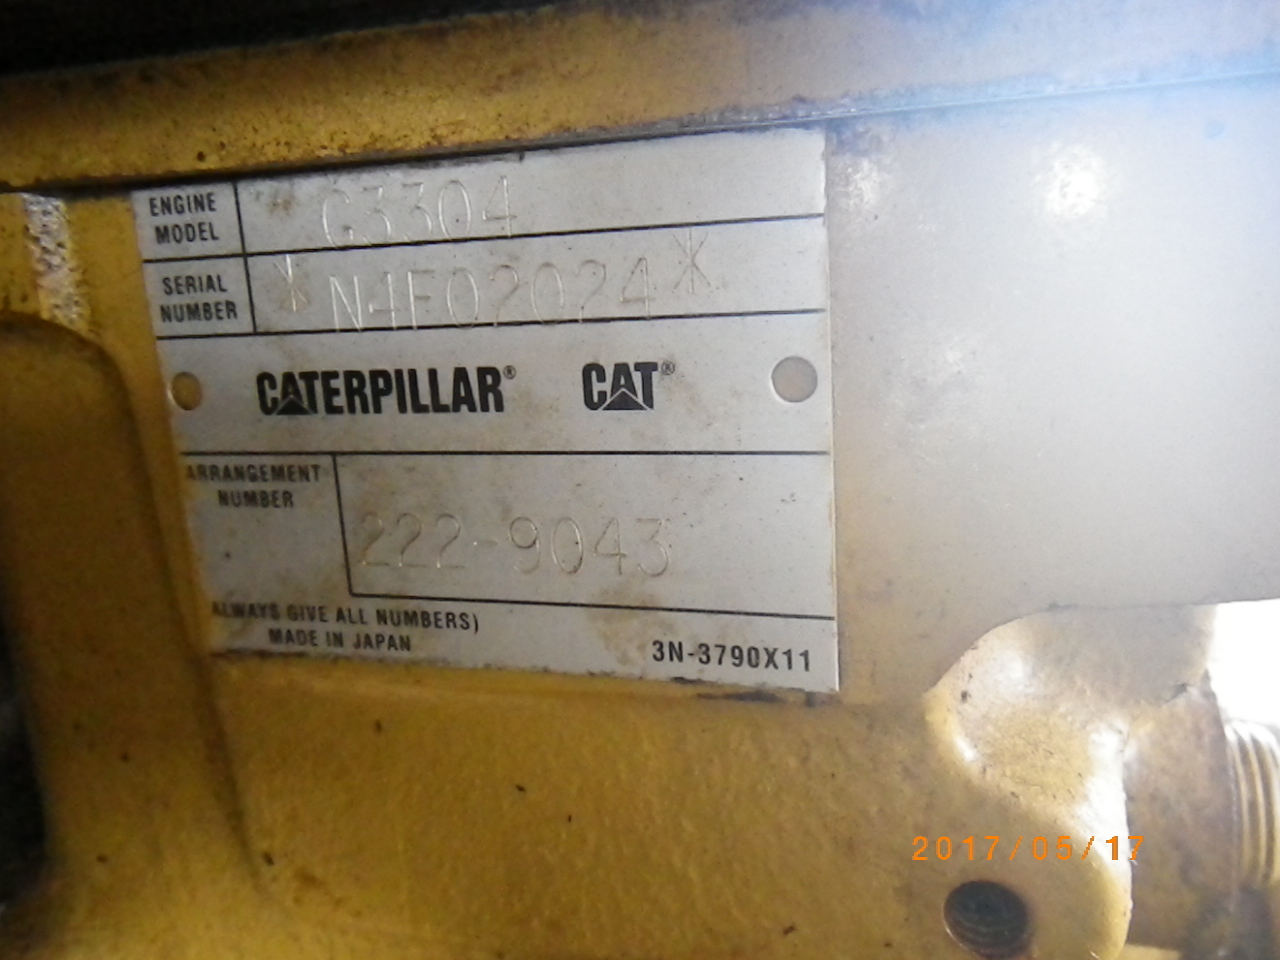 ENGINE MODEL
G3304
SERIAL NUMBER
*N4F02024*
CATERPILLAR® CAT®
ARRANGEMENT NUMBER
222-9043
ALWAYS GIVE ALL NUMBERS)
MADE IN JAPAN
3N-3790X11
2017/05/17